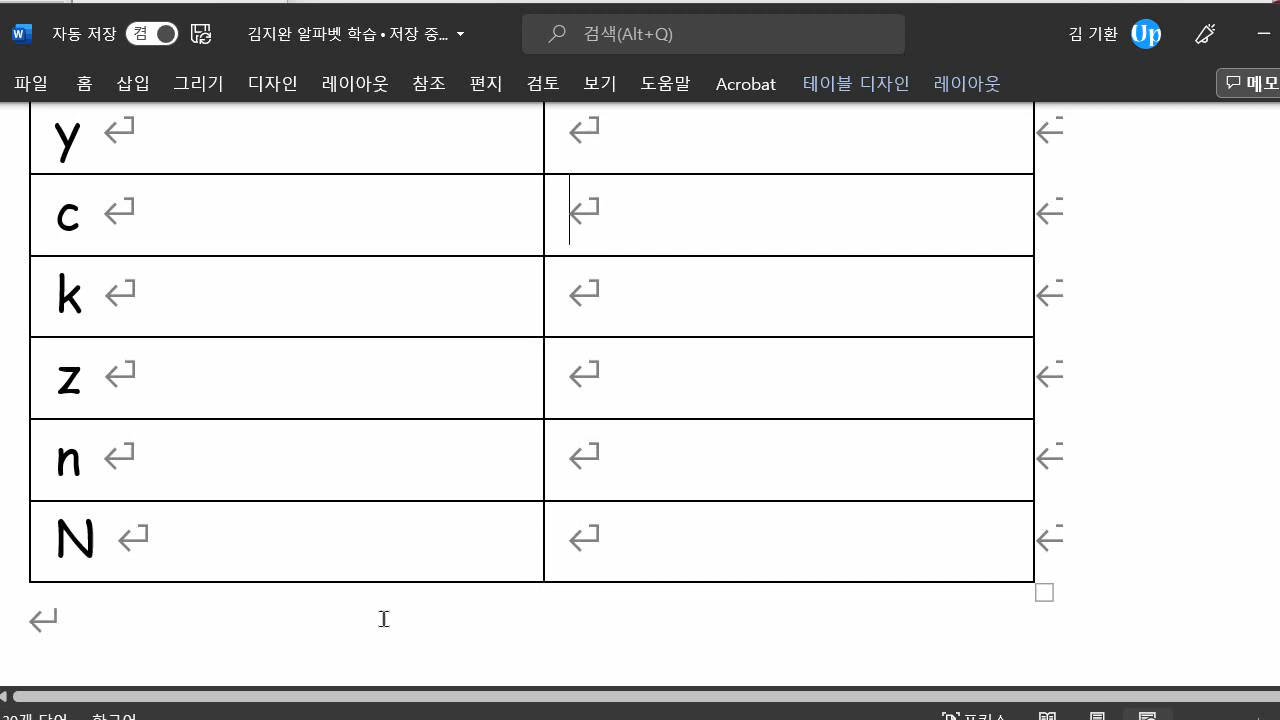 자동 저장 켬 김지완 알파벳 학습 • 저장 중... 검색(Alt+Q) 김 기환 Up
파일 홈 삽입 그리기 디자인 레이아웃 참조 편지 검토 보기 도움말 Acrobat 테이블 디자인 레이아웃 메모
y
c
k
z
n
N
한국어 포커스